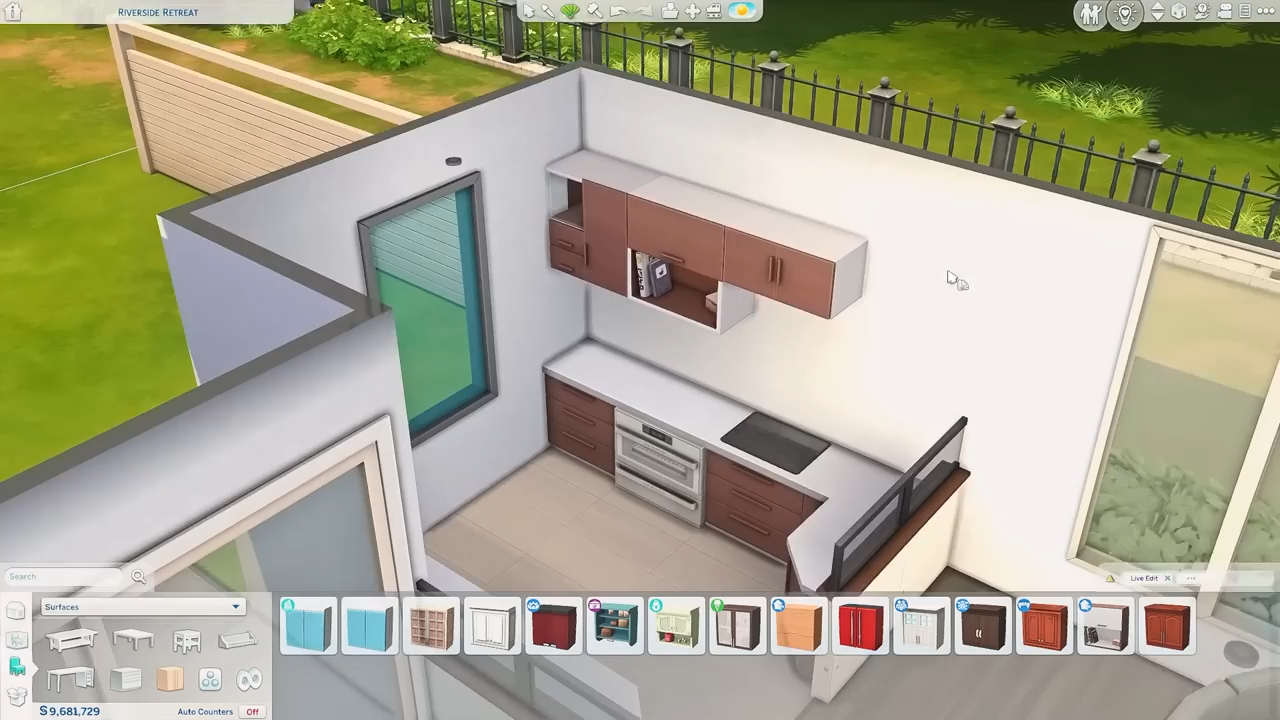 RIVERSIDE RETREAT
Search
Live Edit
Surfaces
§9,681,729
Auto Counters
Off